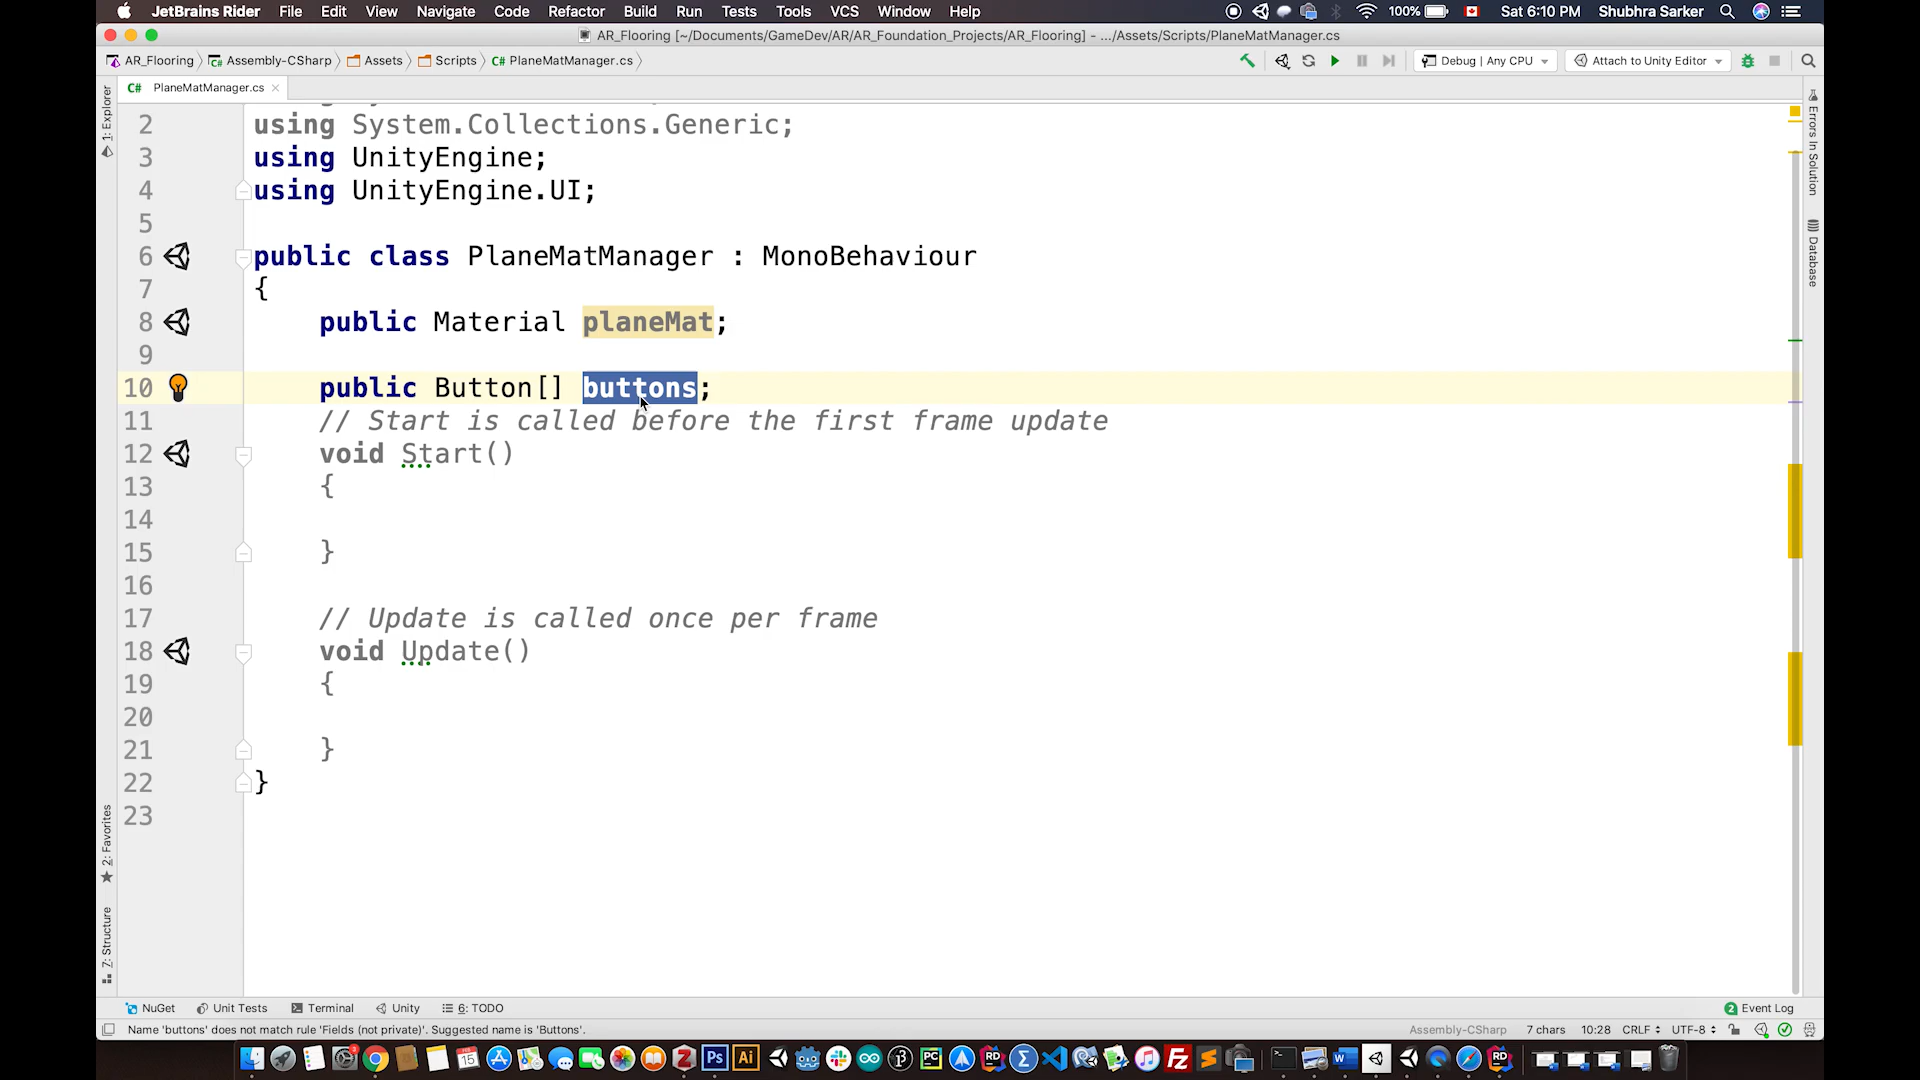 JetBrains Rider File Edit View Navigate Code Refactor Build Run Tests Tools VCS Window Help 100% Sat 6:10 PM Shubhra Sarker
AR_Flooring [~/Documents/GameDev/AR/AR_Foundation_Projects/AR_Flooring] - .../Assets/Scripts/PlaneMatManager.cs
AR_Flooring Assembly-CSharp Assets Scripts C# PlaneMatManager.cs Debug | Any CPU Attach to Unity Editor
C# PlaneMatManager.cs
1: Explorer
Errors In Solution
Database
2 using System.Collections.Generic;
3 using UnityEngine;
4 using UnityEngine.UI;
5
6 public class PlaneMatManager : MonoBehaviour
7 {
8 public Material planeMat;
9
10 public Button[] buttons;
11 // Start is called before the first frame update
12 void Start()
13 {
14
15 }
16
17 // Update is called once per frame
18 void Update()
19 {
20
21 }
22 }
23
2: Favorites
7: Structure
NuGet Unit Tests Terminal Unity 6: TODO 2 Event Log
Name 'buttons' does not match rule 'Fields (not private)'. Suggested name is 'Buttons'. Assembly-CSharp 7 chars 10:28 CRLF UTF-8